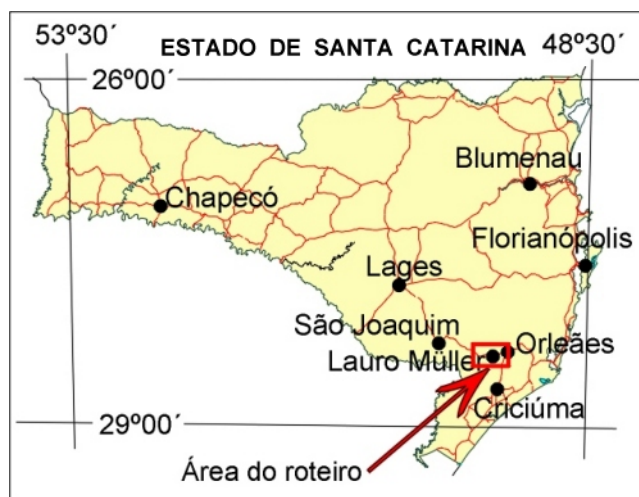 53º30´
ESTADO DE SANTA CATARINA
48º30´
26º00´
Blumenau
Chapecó
Florianópolis
Lages
São Joaquim
Orleães
Lauro Müller
Criciúma
29º00´
Área do roteiro